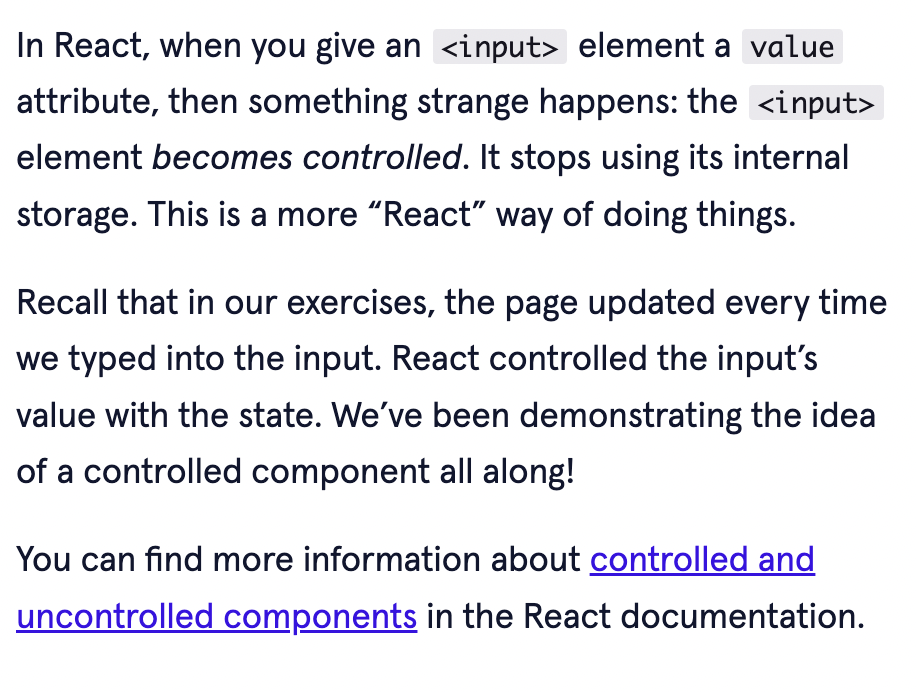 In React, when you give an <input> element a value
attribute, then something strange happens: the <input>
element becomes controlled. It stops using its internal
storage. This is a more “React” way of doing things.
Recall that in our exercises, the page updated every time
we typed into the input. React controlled the input’s
value with the state. We’ve been demonstrating the idea
of a controlled component all along!
You can find more information about controlled and
uncontrolled components in the React documentation.